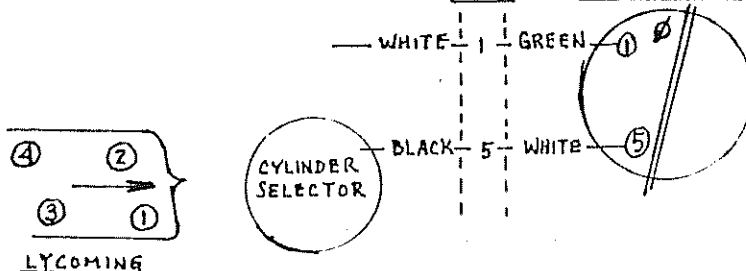 WHITE 1 GREEN ① Ø
④ ② CYLINDER SELECTOR BLACK 5 WHITE ⑤
③ ①
LYCOMING